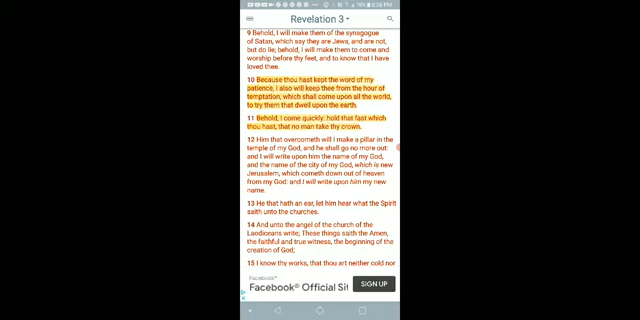 76% 6:06 PM
Revelation 3
9 Behold, I will make them of the synagogue
of Satan, which say they are Jews, and are not,
but do lie; behold, I will make them to come and
worship before thy feet, and to know that I have
loved thee.
10 Because thou hast kept the word of my
patience, I also will keep thee from the hour of
temptation, which shall come upon all the world,
to try them that dwell upon the earth.
11 Behold, I come quickly: hold that fast which
thou hast, that no man take thy crown.
12 Him that overcometh will I make a pillar in the
temple of my God, and he shall go no more out:
and I will write upon him the name of my God,
and the name of the city of my God, which is new
Jerusalem, which cometh down out of heaven
from my God: and I will write upon him my new
name.
13 He that hath an ear, let him hear what the Spirit
saith unto the churches.
14 And unto the angel of the church of the
Laodiceans write; These things saith the Amen,
the faithful and true witness, the beginning of the
creation of God;
15 I know thy works, that thou art neither cold nor
Facebook®
Facebook® Official Sit
SIGN UP